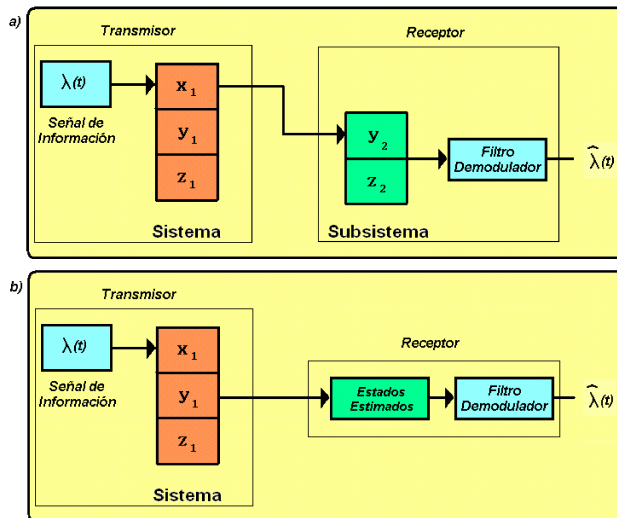 a)
Transmisor
Receptor
λ(t)
Señal de
Información
x₁
y₁
z₁
Sistema
y₂
z₂
Subsistema
Filtro
Demodulador
λ̂(t)
b)
Transmisor
Receptor
λ(t)
Señal de
Información
x₁
y₁
z₁
Sistema
Estados
Estimados
Filtro
Demodulador
λ̂(t)